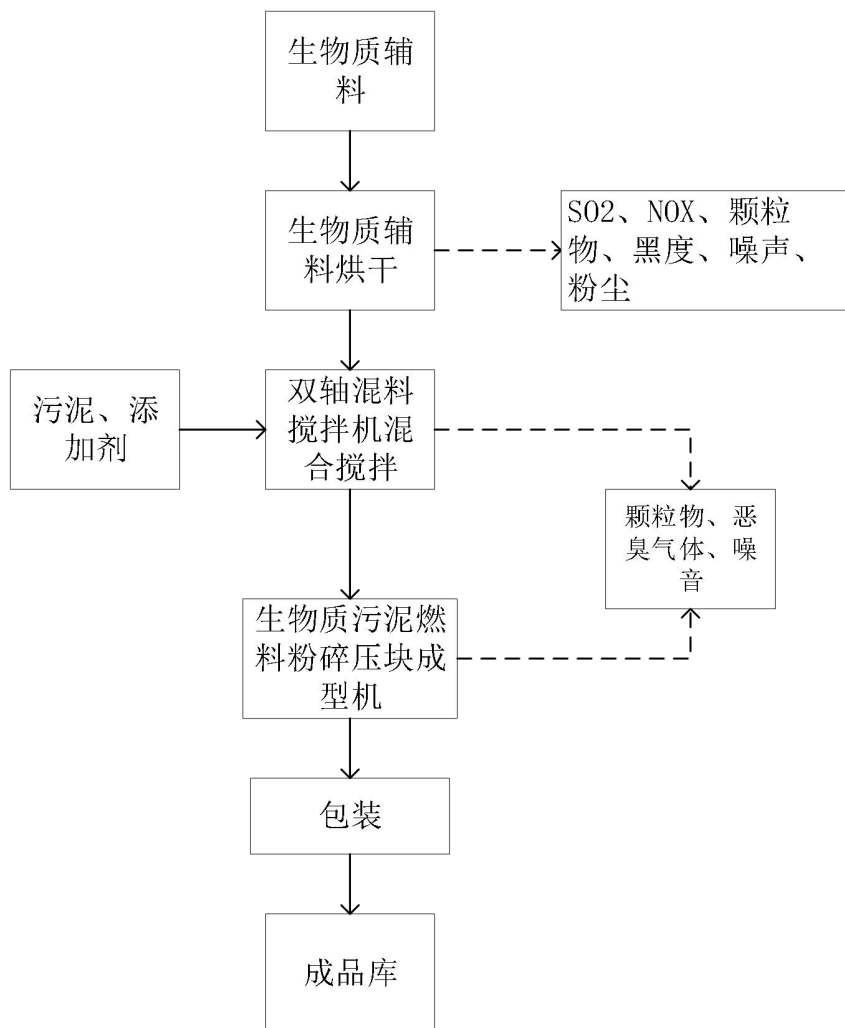 生物质辅
料
生物质辅
料烘干
SO2、NOX、颗粒
物、黑度、噪声、
粉尘
污泥、添
加剂
双轴混料
搅拌机混
合搅拌
颗粒物、恶
臭气体、噪
音
生物质污泥燃
料粉碎压块成
型机
包装
成品库